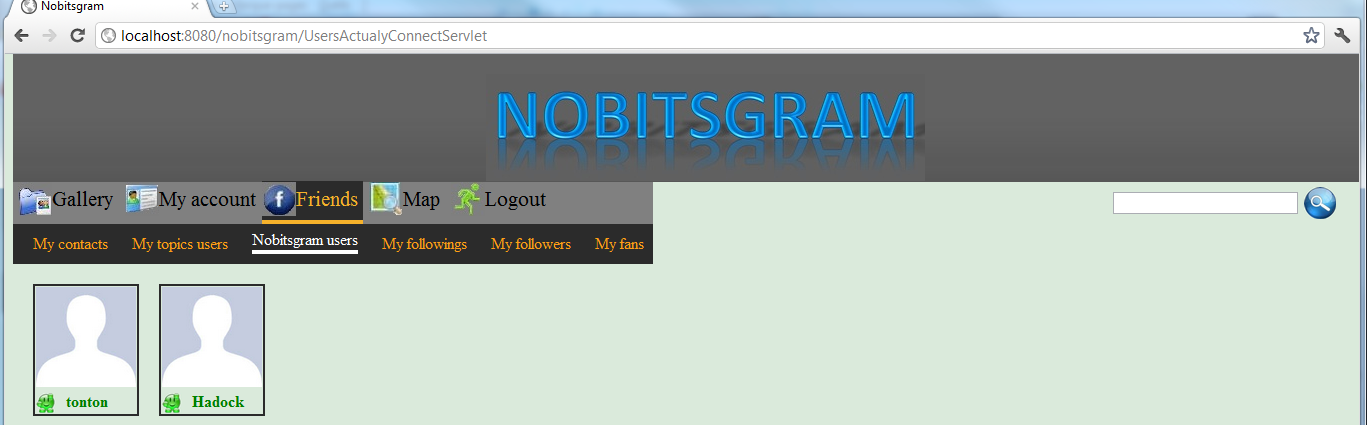 Nobitsgram
localhost:8080/nobitsgram/UsersActualyConnectServlet
NOBITSGRAM
Gallery My account Friends Map Logout
My contacts My topics users Nobitsgram users My followings My followers My fans
tonton Hadock